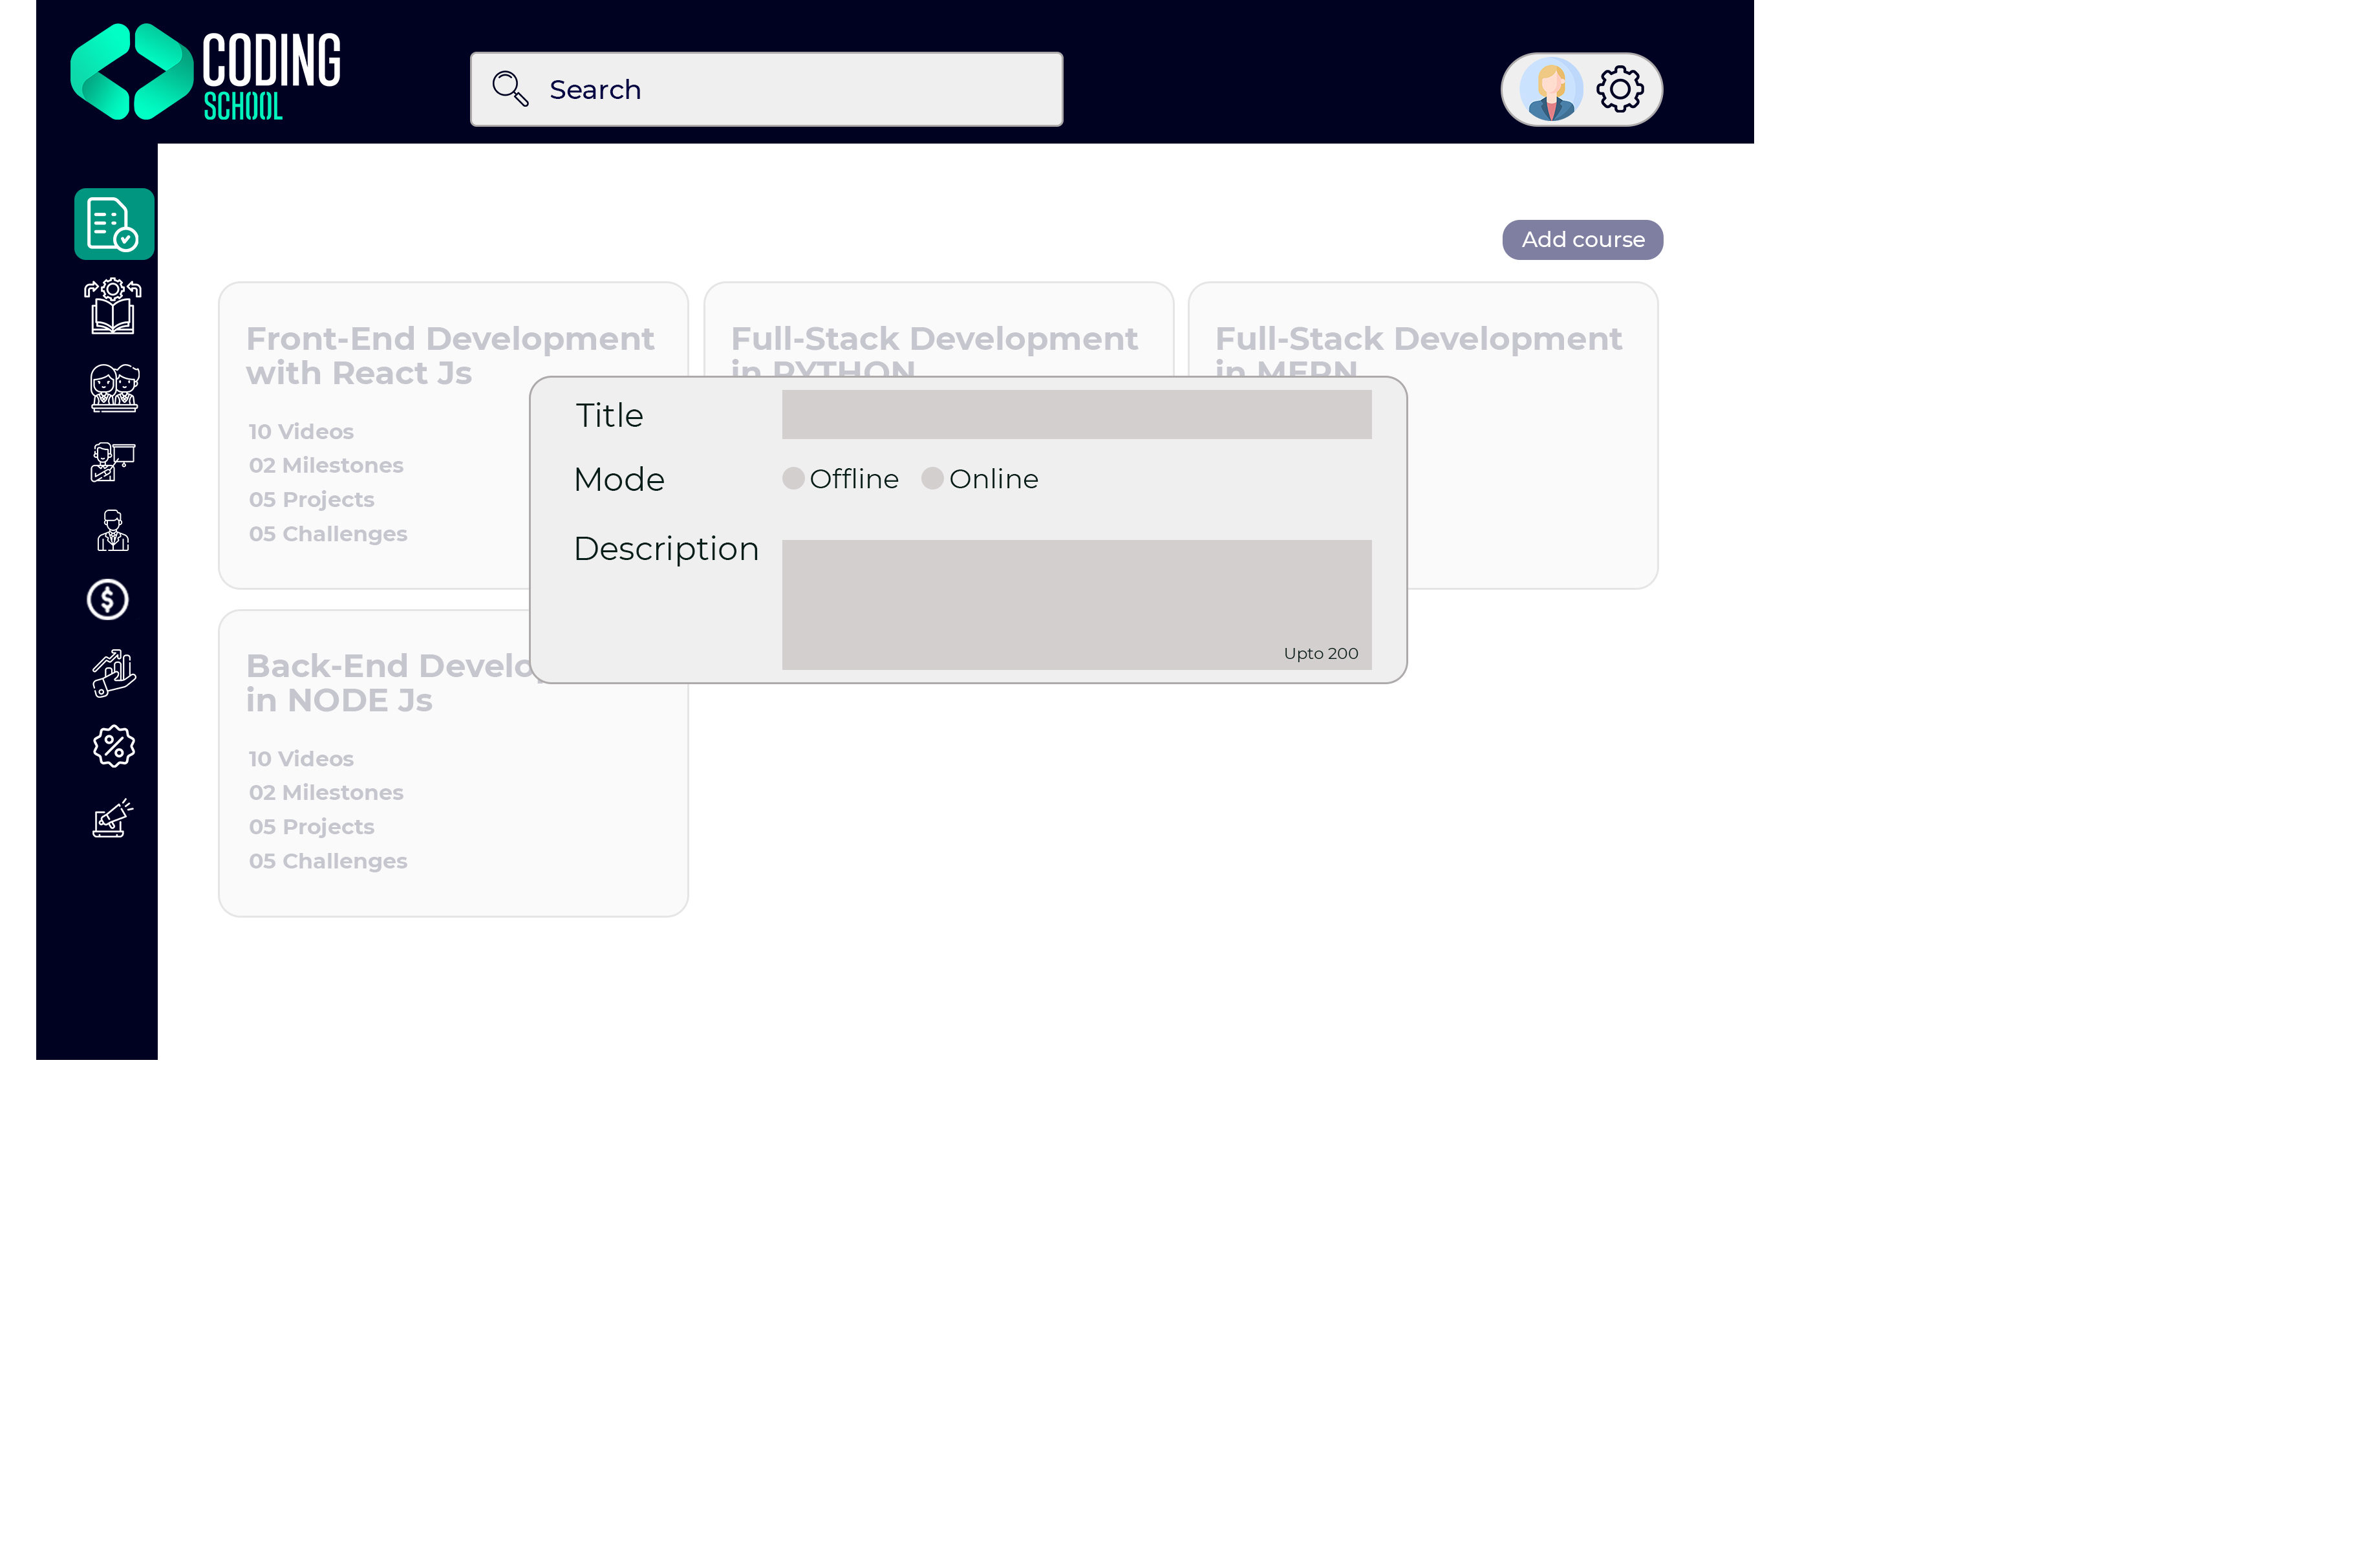 CODING
SCHOOL
Search
Add course
Front-End Development
with React Js
10 Videos
02 Milestones
05 Projects
05 Challenges
Full-Stack Development
in PYTHON
Full-Stack Development
in MERN
Title
Mode
Offline
Online
Description
Upto 200
Back-End Develo
in NODE Js
10 Videos
02 Milestones
05 Projects
05 Challenges